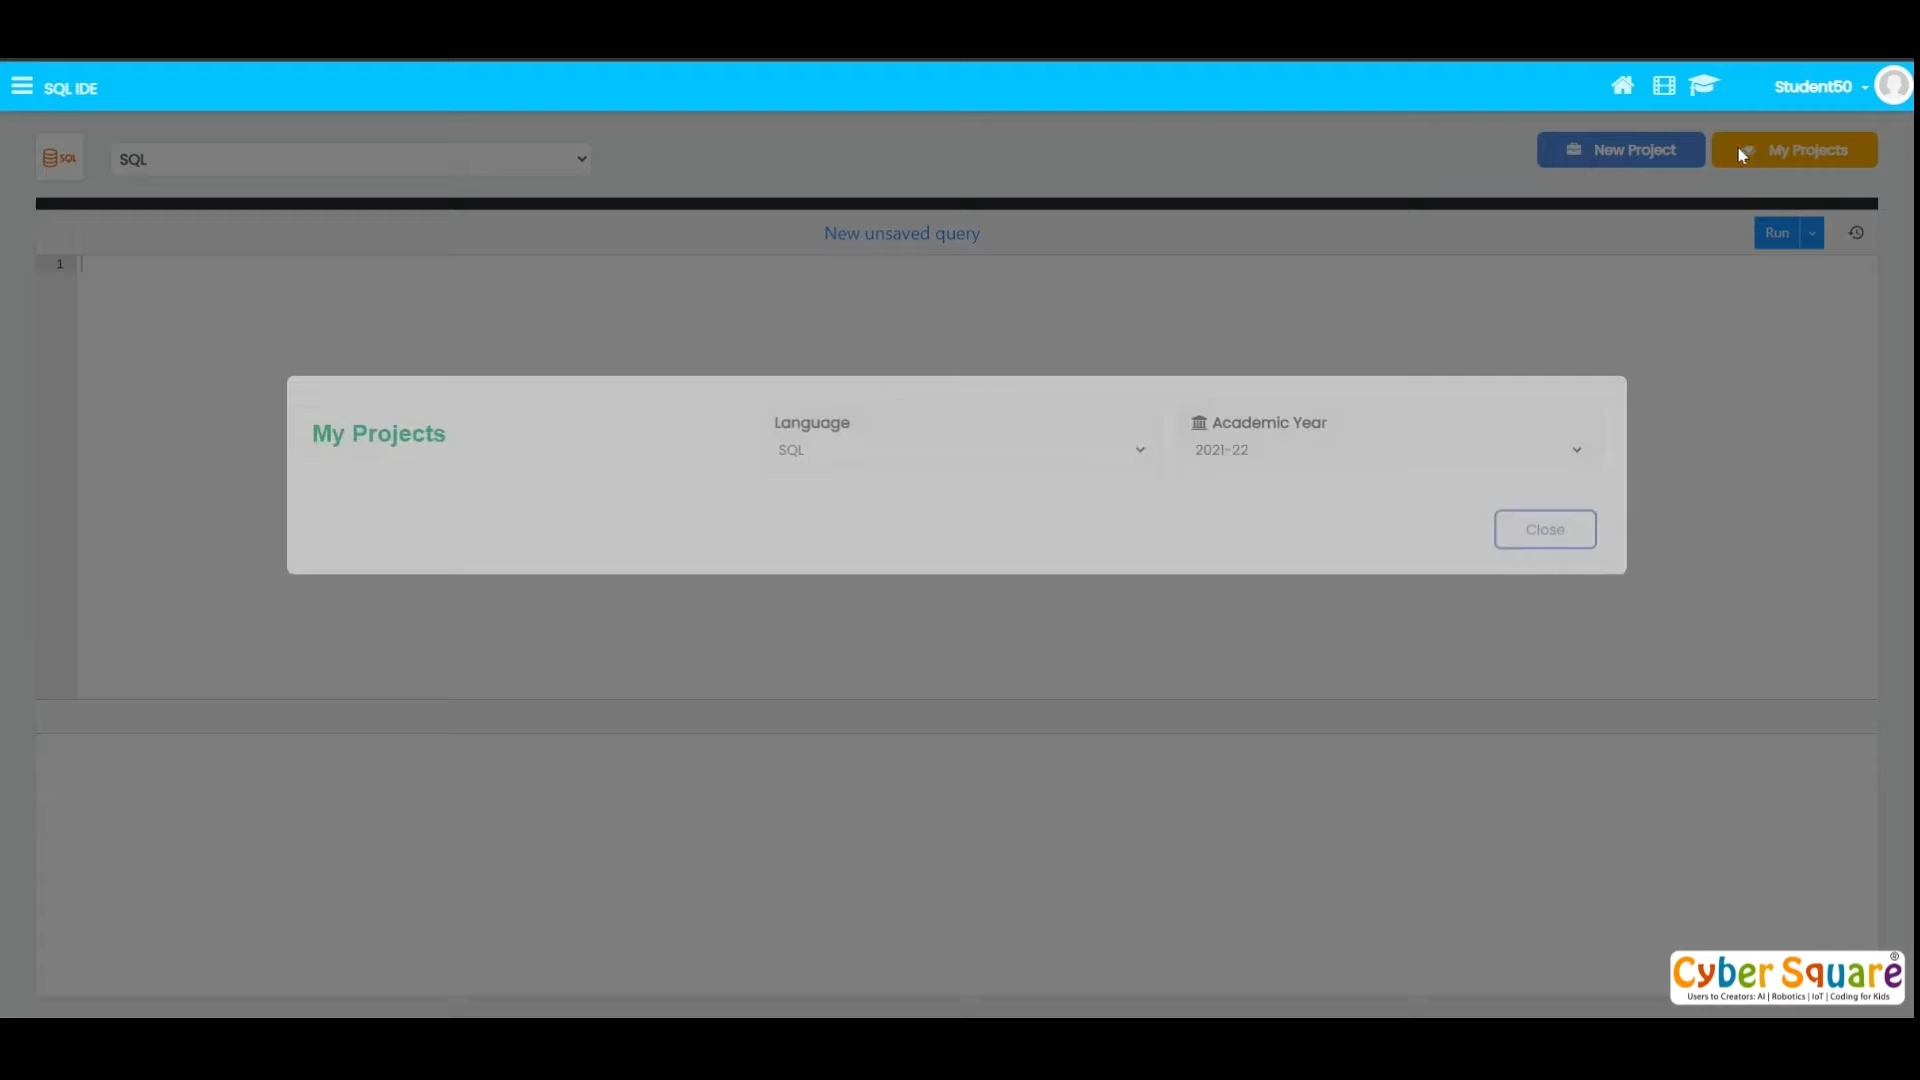 SQL IDE
Student50
SQL
SQL
New Project
My Projects
New unsaved query
Run
1
My Projects
Language
SQL
Academic Year
2021-22
Close
Cyber Square®
Users to Creators: AI | Robotics | IoT | Coding for Kids